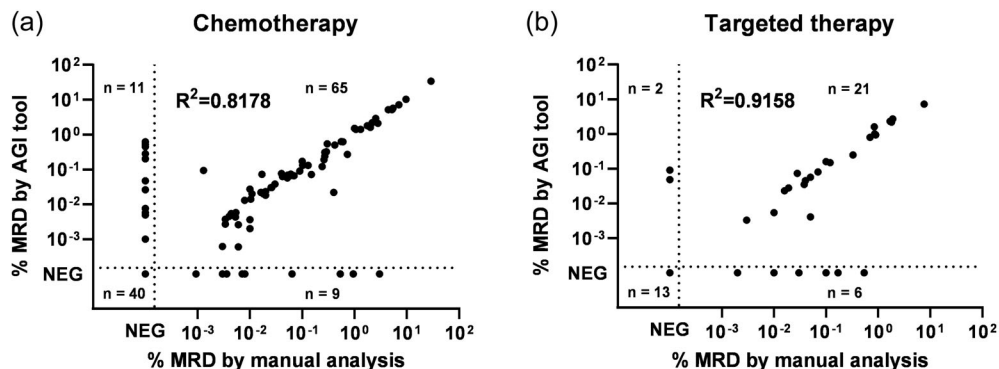 (a)
Chemotherapy
% MRD by AGI tool
10²
10¹
10⁰
10⁻¹
10⁻²
10⁻³
NEG
n = 11
R²=0.8178
n = 65
n = 40
n = 9
NEG
10⁻³
10⁻²
10⁻¹
10⁰
10¹
10²
% MRD by manual analysis
(b)
Targeted therapy
% MRD by AGI tool
10²
10¹
10⁰
10⁻¹
10⁻²
10⁻³
NEG
n = 2
R²=0.9158
n = 21
n = 13
n = 6
NEG
10⁻³
10⁻²
10⁻¹
10⁰
10¹
10²
% MRD by manual analysis